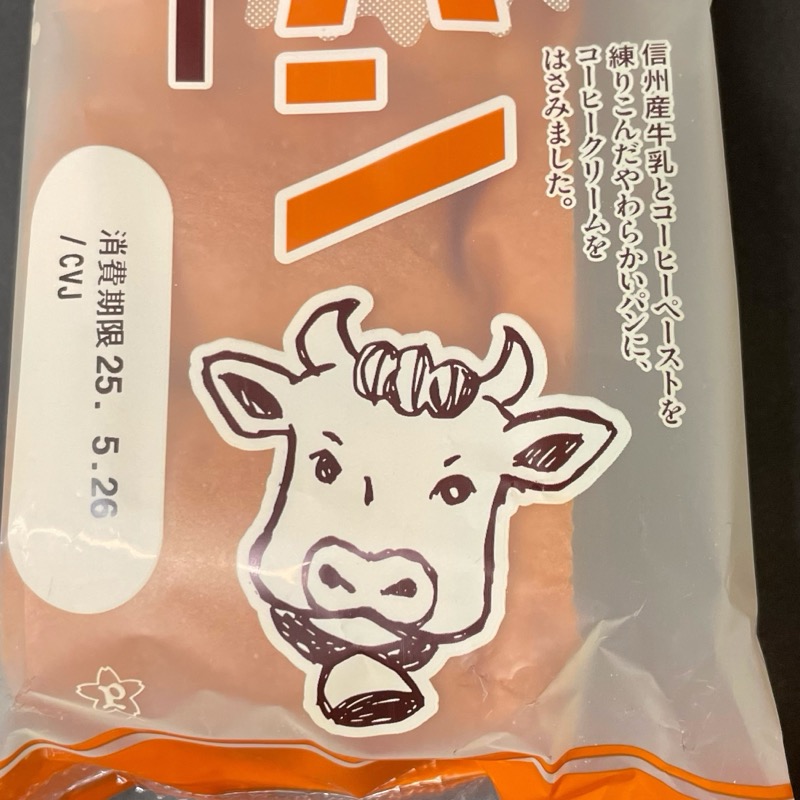 信州産牛乳とコーヒーペーストを
練りこんだやわらかいパンに、
コーヒークリームを
はさみました。
消費期限 25. 5.26
/CVJ